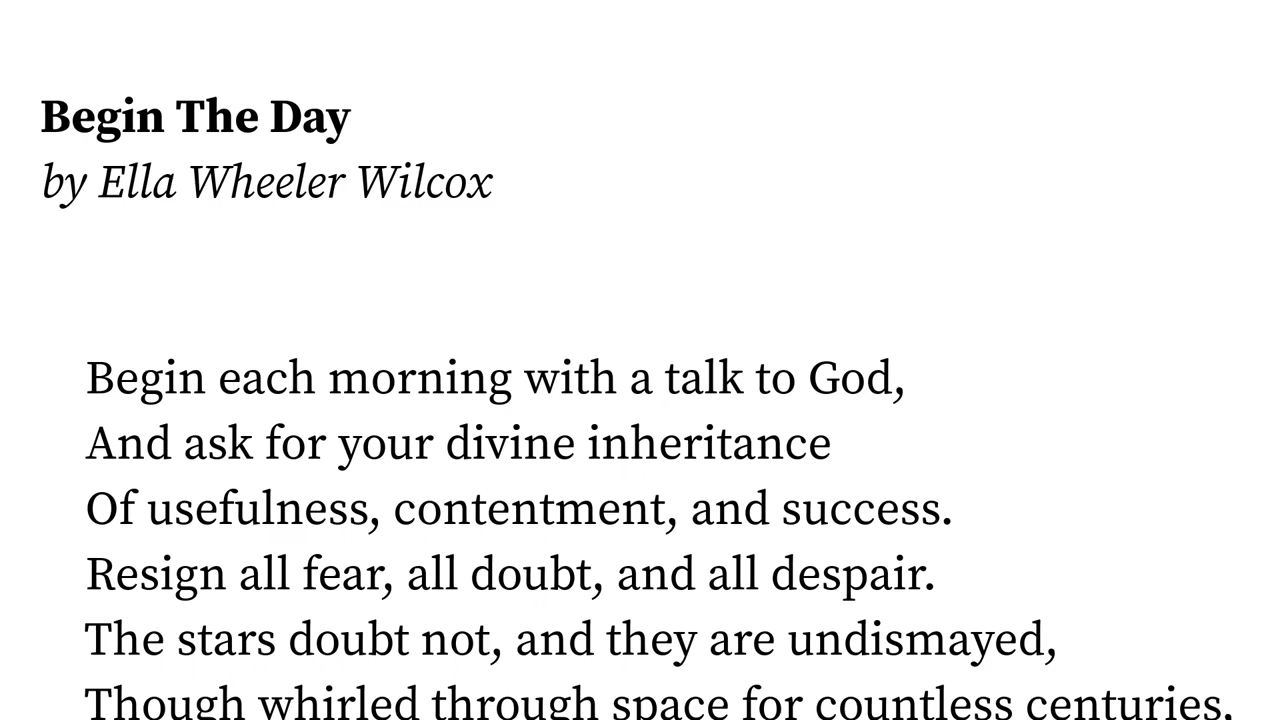 Begin The Day
by Ella Wheeler Wilcox
Begin each morning with a talk to God,
And ask for your divine inheritance
Of usefulness, contentment, and success.
Resign all fear, all doubt, and all despair.
The stars doubt not, and they are undismayed,
Though whirled through space for countless centuries,